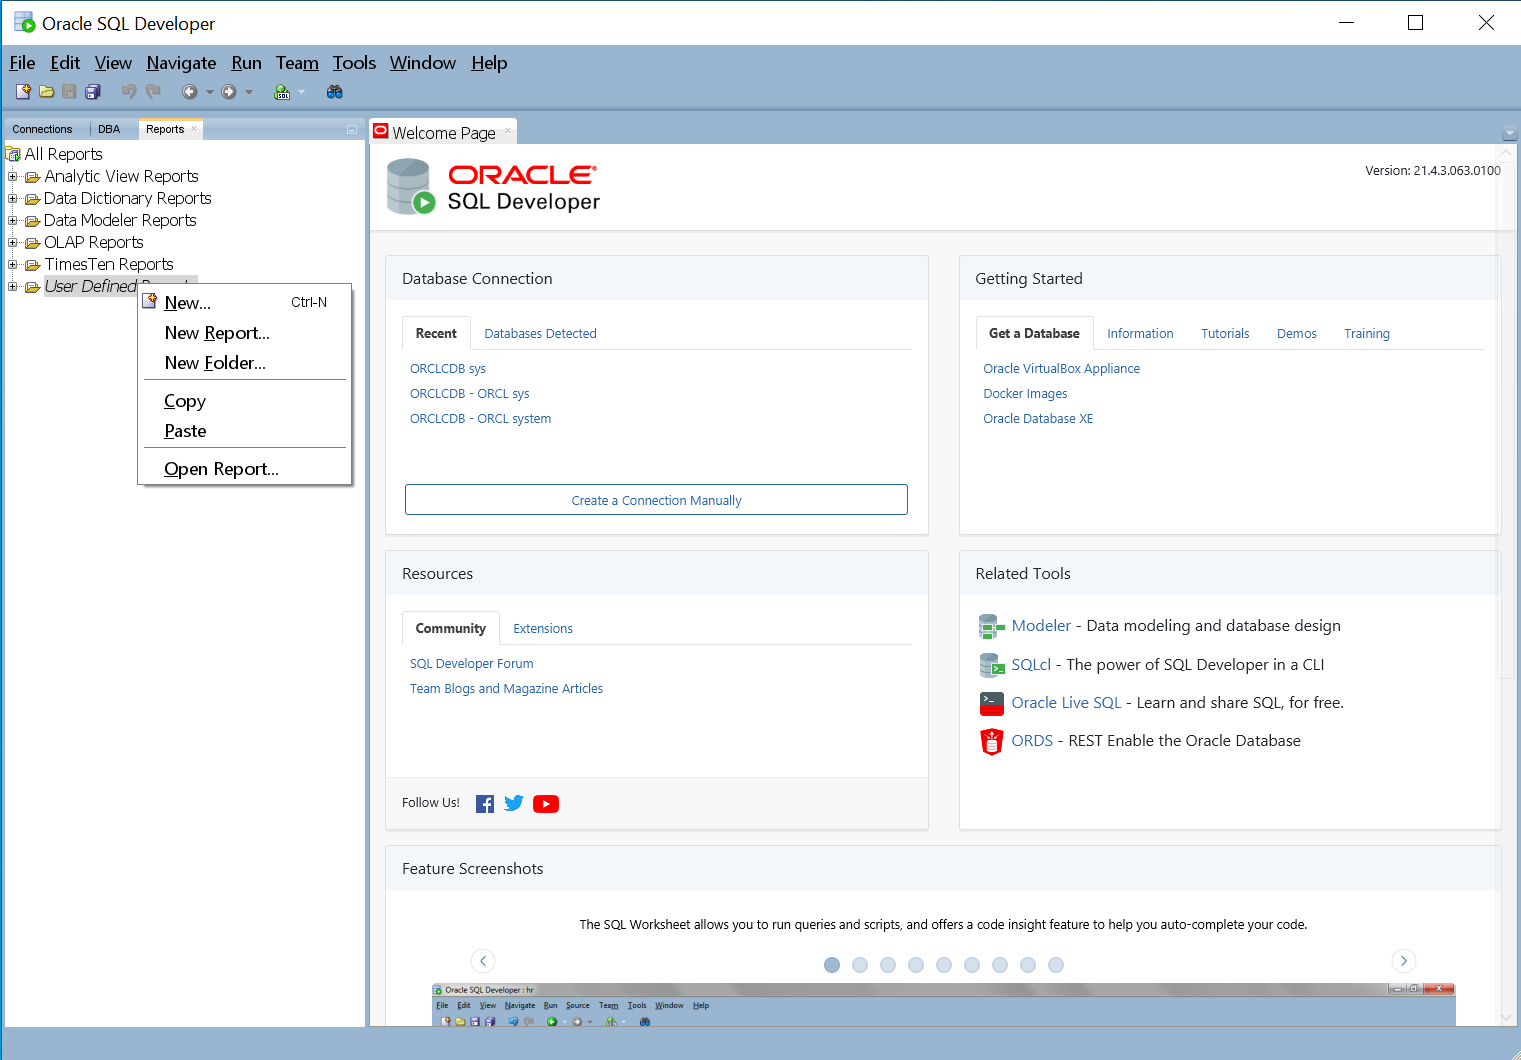 Oracle SQL Developer
File Edit View Navigate Run Team Tools Window Help
Connections DBA Reports
All Reports
Analytic View Reports
Data Dictionary Reports
Data Modeler Reports
OLAP Reports
TimesTen Reports
User Defined
New... Ctrl-N
New Report...
New Folder...
Copy
Paste
Open Report...
Welcome Page
ORACLE
SQL Developer
Version: 21.4.3.063.0100
Database Connection
Recent Databases Detected
ORCLCDB sys
ORCLCDB - ORCL sys
ORCLCDB - ORCL system
Create a Connection Manually
Getting Started
Get a Database Information Tutorials Demos Training
Oracle VirtualBox Appliance
Docker Images
Oracle Database XE
Resources
Community Extensions
SQL Developer Forum
Team Blogs and Magazine Articles
Follow Us!
Related Tools
Modeler - Data modeling and database design
SQLcl - The power of SQL Developer in a CLI
Oracle Live SQL - Learn and share SQL, for free.
ORDS - REST Enable the Oracle Database
Feature Screenshots
The SQL Worksheet allows you to run queries and scripts, and offers a code insight feature to help you auto-complete your code.
Oracle SQL Developer : hr
File Edit View Navigate Run Source Team Tools Window Help